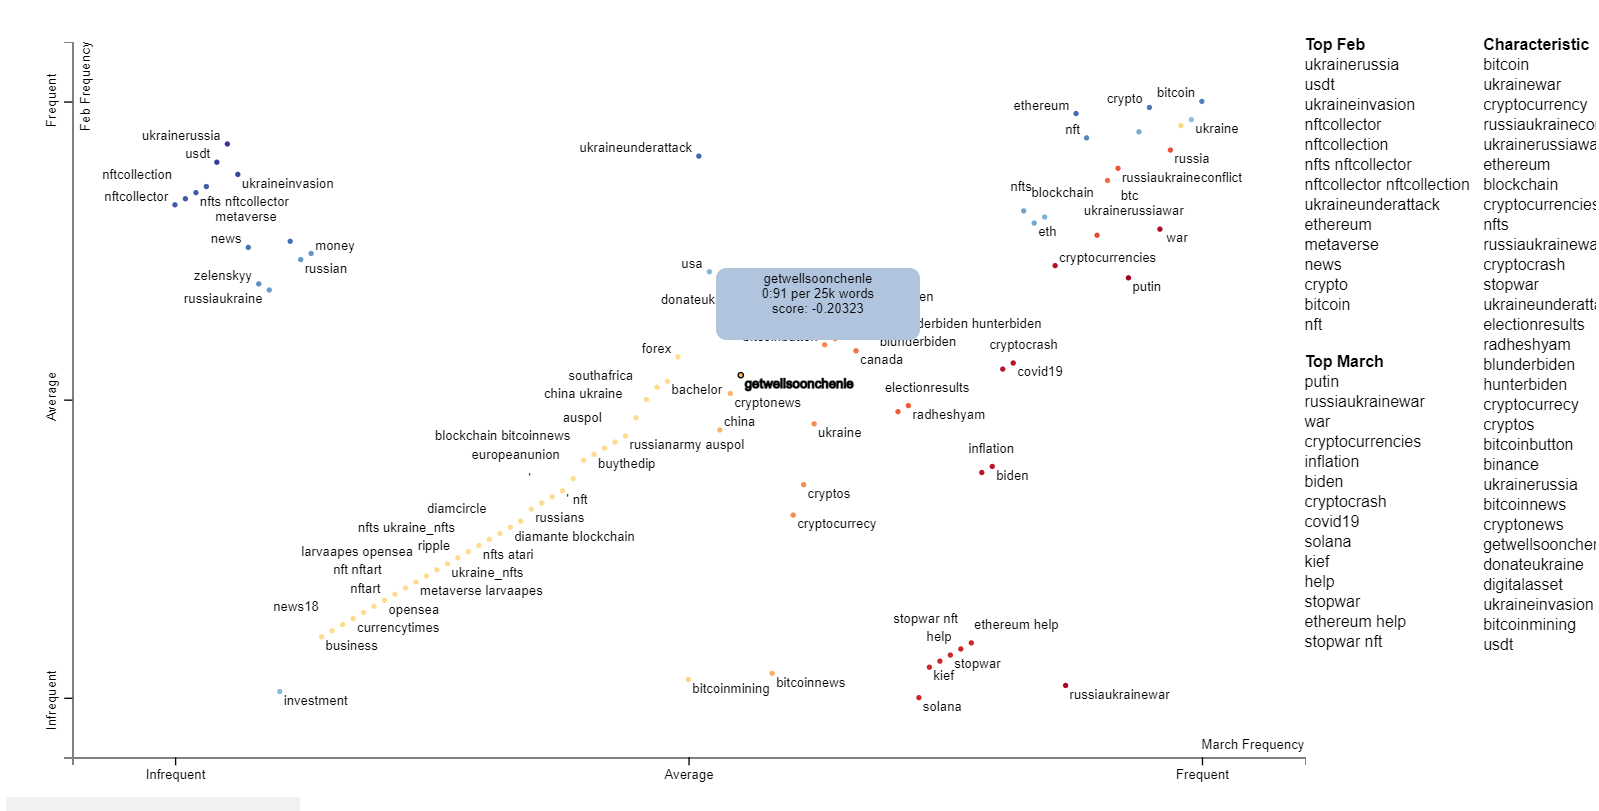 Top Feb
ukrainerussia
usdt
ukraineinvasion
nftcollector
nftcollection
nfts nftcollector
nftcollector nftcollection
ukraineunderattack
ethereum
metaverse
news
crypto
bitcoin
nft
Top March
putin
russiaukrainewar
war
cryptocurrencies
inflation
biden
cryptocrash
covid19
solana
kief
help
stopwar
ethereum help
stopwar nft
Characteristic
bitcoin
ukrainewar
cryptocurrency
russiaukraineco
ukrainerussiawa
ethereum
blockchain
cryptocurrencies
nfts
russiaukrainewa
cryptocrash
stopwar
ukraineunderatt
electionresults
radheshyam
blunderbiden
hunterbiden
cryptocurrecy
cryptos
bitcoinbutton
binance
ukrainerussia
bitcoinnews
cryptonews
getwellsooncher
donateukraine
digitalasset
ukraineinvasion
bitcoinmining
usdt
Frequent
Average
Infrequent
Feb Frequency
ukrainerussia
usdt
nftcollection
ukraineinvasion
nftcollector
nfts nftcollector
metaverse
news
money
russian
zelenskyy
russiaukraine
ukraineunderattack
usa
donateuk
getwellsoonchenle
0:91 per 25k words
score: -0.20323
en
derbiden hunterbiden
blunderbiden
bitcoinbutton
canada
ethereum
crypto
bitcoin
nft
ukraine
russia
russiaukraineconflict
nfts
blockchain
btc
ukrainerussiawar
eth
war
cryptocurrencies
putin
cryptocrash
covid19
forex
southafrica
bachelor
getwellsoonchenle
china ukraine
cryptonews
electionresults
radheshyam
auspol
china
ukraine
blockchain bitcoinnews
russianarmy auspol
europeanunion
buythedip
inflation
biden
'
' nft
cryptos
diamcircle
russians
cryptocurrecy
nfts ukraine_nfts
diamante blockchain
larvaapes opensea
ripple
nfts atari
nft nftart
ukraine_nfts
nftart
metaverse larvaapes
news18
opensea
currencytimes
business
stopwar nft
ethereum help
help
stopwar
kief
investment
bitcoinmining
bitcoinnews
solana
russiaukrainewar
March Frequency
Infrequent
Average
Frequent